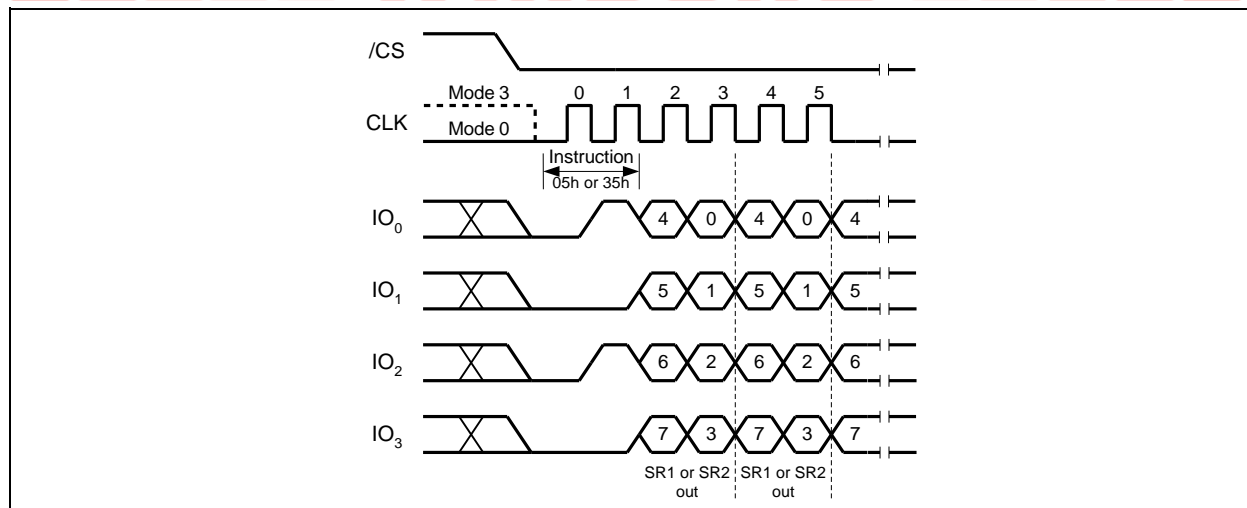 /CS
Mode 3 0 1 2 3 4 5
CLK
Mode 0
Instruction
05h or 35h
IO0 4 0 4 0 4
IO1 5 1 5 1 5
IO2 6 2 6 2 6
IO3 7 3 7 3 7
SR1 or SR2 SR1 or SR2
out out